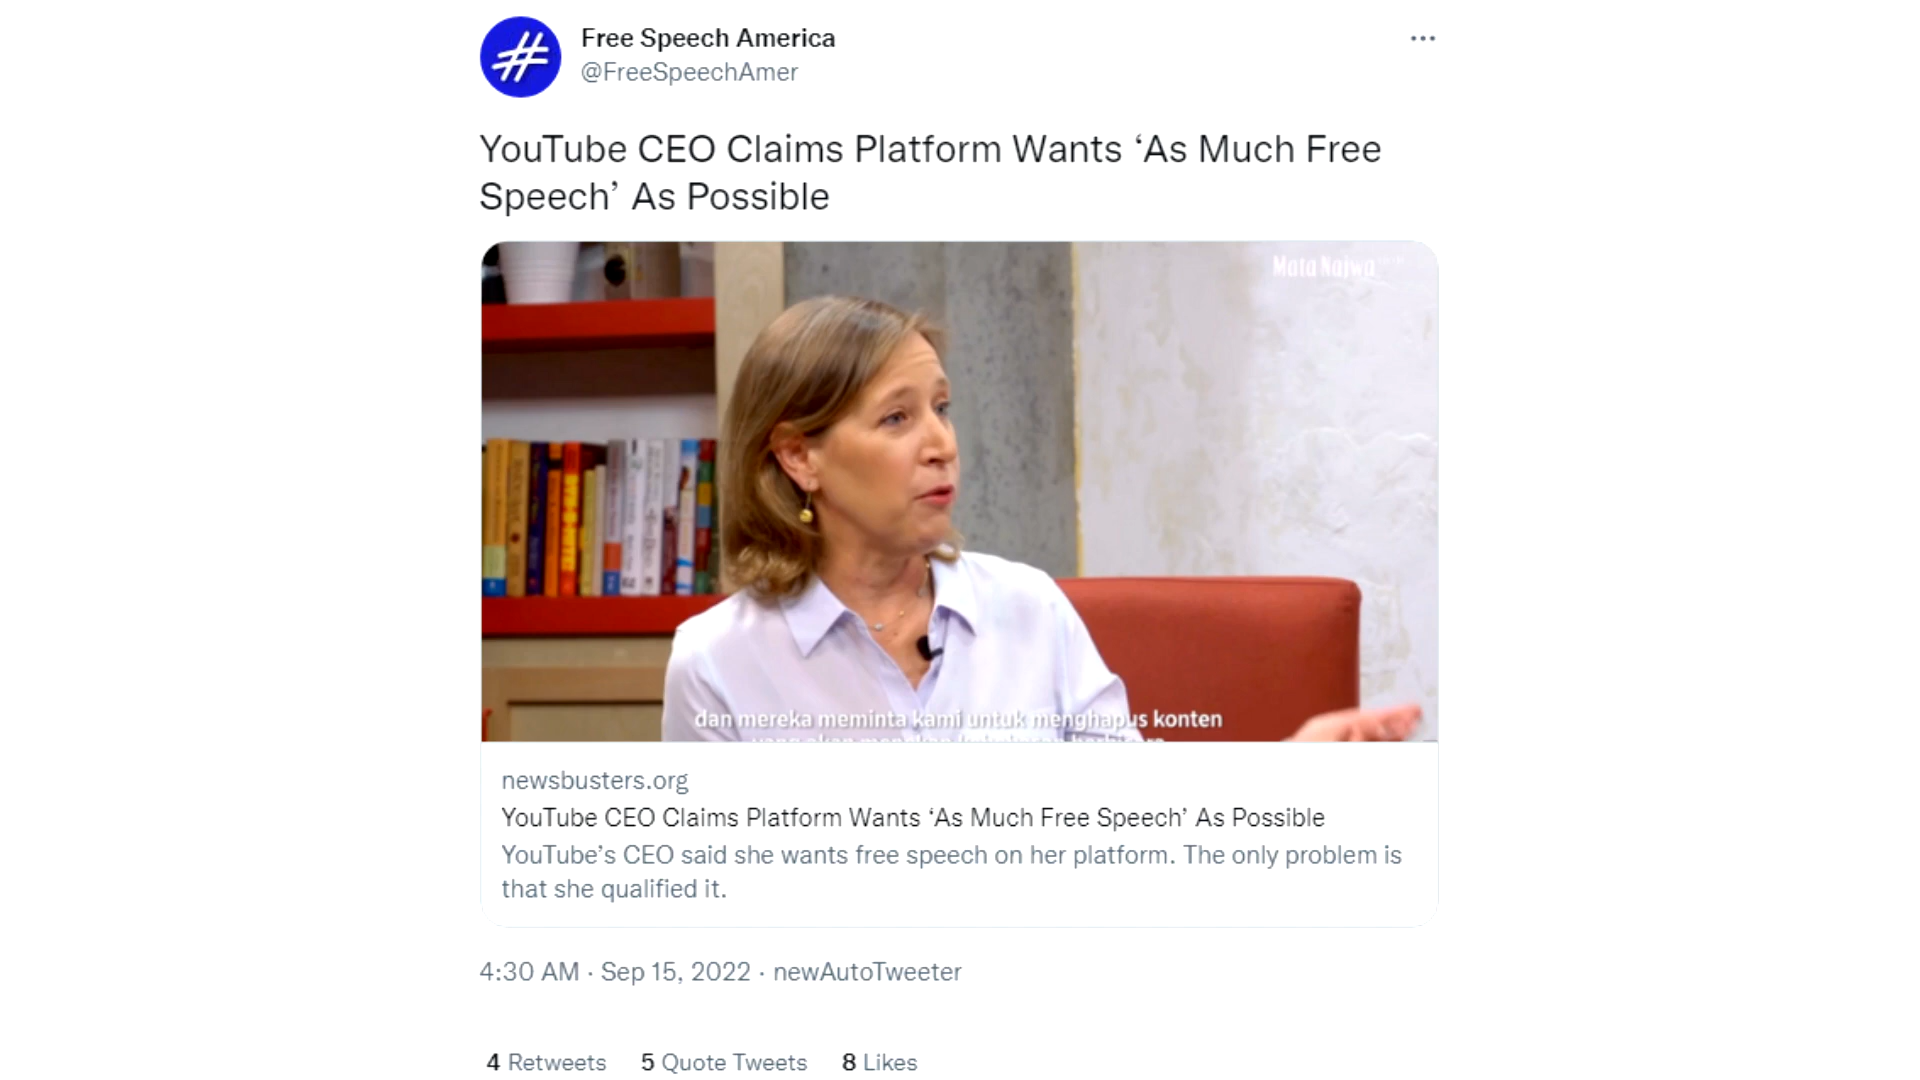 Free Speech America
@FreeSpeechAmer
YouTube CEO Claims Platform Wants ‘As Much Free
Speech’ As Possible
Mata Najwa
dan mereka meminta kami untuk menghapus konten
newsbusters.org
YouTube CEO Claims Platform Wants ‘As Much Free Speech’ As Possible
YouTube’s CEO said she wants free speech on her platform. The only problem is
that she qualified it.
4:30 AM · Sep 15, 2022 · newAutoTweeter
4 Retweets 5 Quote Tweets 8 Likes